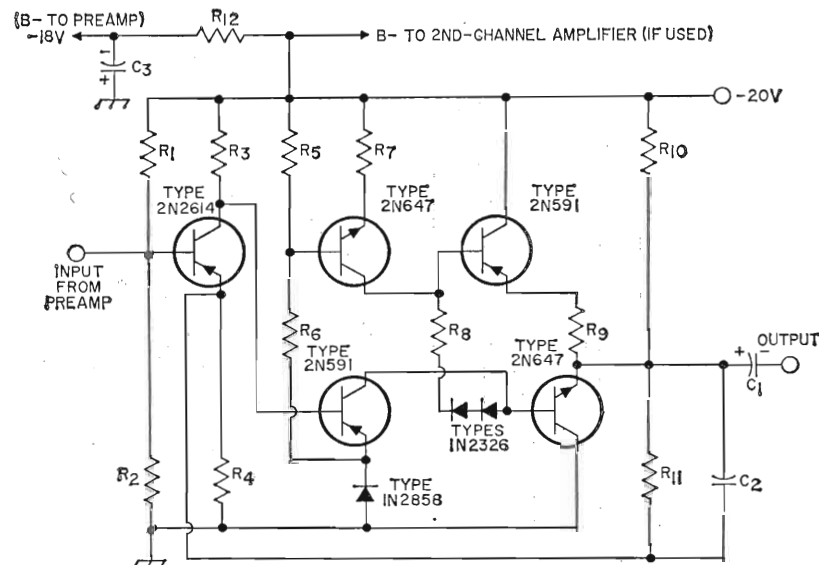 (B- TO PREAMP)
-18V
R12
B- TO 2ND-CHANNEL AMPLIFIER (IF USED)
C3
-20V
R1
R3
R5
R7
R10
TYPE
2N2614
TYPE
2N647
TYPE
2N591
INPUT
FROM
PREAMP
R6
R8
R9
TYPE
2N591
TYPE
2N647
OUTPUT
C1
TYPES
1N2326
R2
R4
TYPE
1N2858
R11
C2